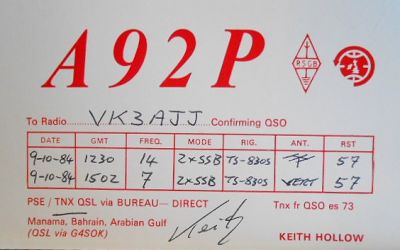 A92P
RSGB
To Radio VK3AJJ Confirming QSO
DATE GMT FREQ. MODE RIG. ANT. RST
9-10-84 1230 14 2xSSB TS-830S 57
9-10-84 1502 7 2xSSB TS-830S VERT 57
PSE / TNX QSL via BUREAU— DIRECT Tnx fr QSO es 73
Manama, Bahrain, Arabian Gulf
(QSL via G4SOK) Keith KEITH HOLLOW